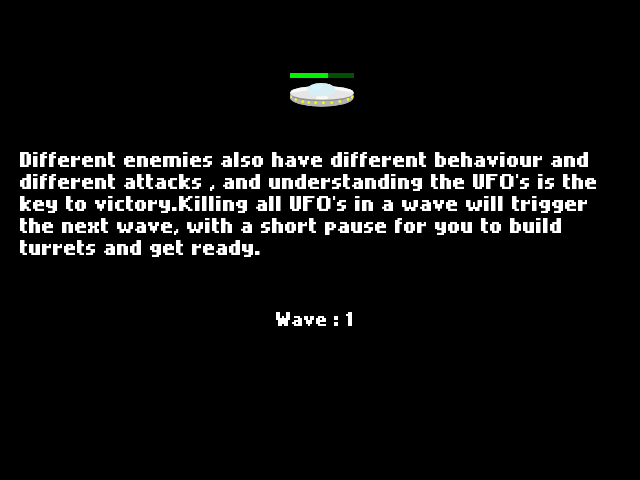 Different enemies also have different behaviour and
different attacks , and understanding the UFO's is the
key to victory.Killing all UFO's in a wave will trigger
the next wave, with a short pause for you to build
turrets and get ready.
Wave : 1